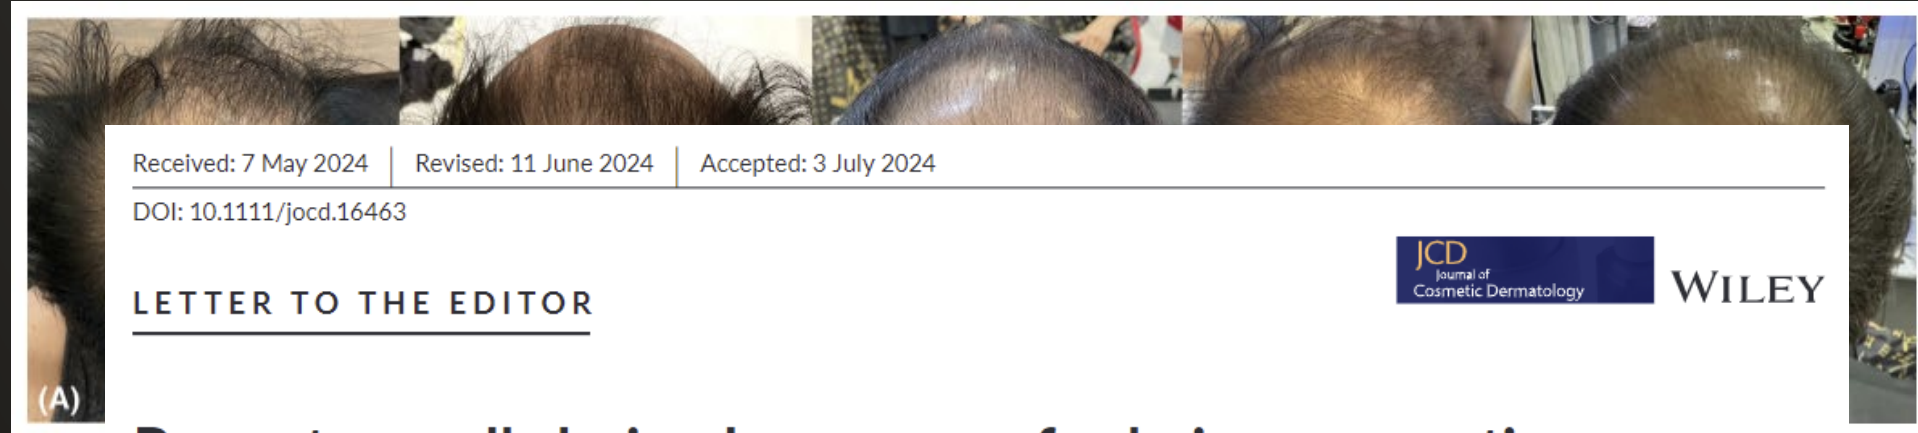 Received: 7 May 2024 | Revised: 11 June 2024 | Accepted: 3 July 2024
DOI: 10.1111/jocd.16463
JCD
Journal of
Cosmetic Dermatology
WILEY
LETTER TO THE EDITOR
(A)